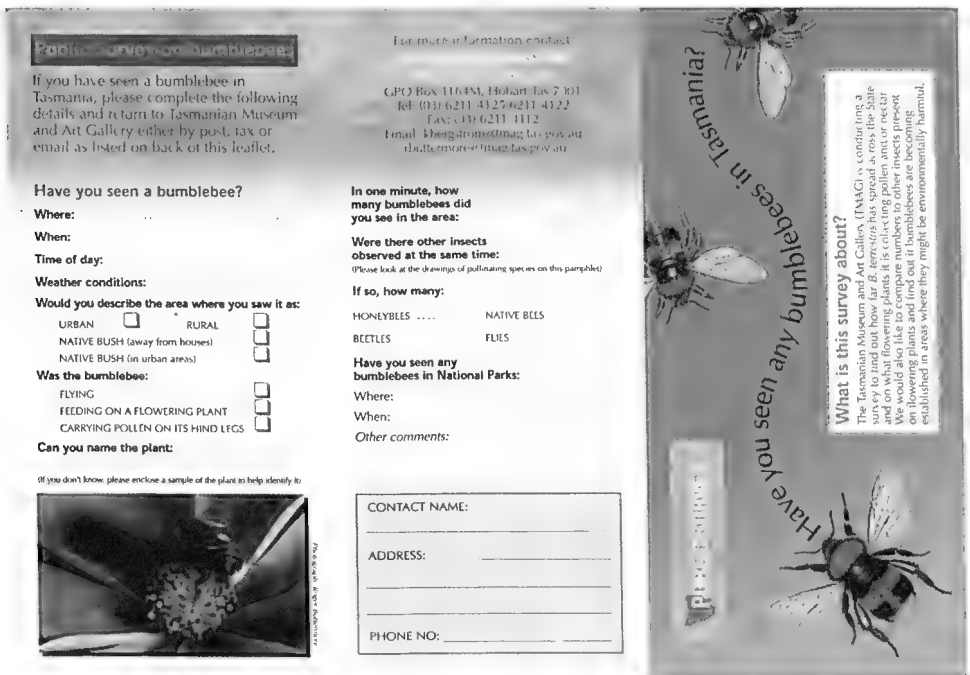 If you have seen a bumblebee in
Tasmania, please complete the following
details and return to Tasmanian Museum
and Art Gallery either by post, fax or
email as listed on back of this leaflet.
Have you seen a bumblebee?
Where:
When:
Time of day:
Weather conditions:
Would you describe the area where you saw it as:
URBAN RURAL
NATIVE BUSH (away from houses)
NATIVE BUSH (in urban areas)
Was the bumblebee:
FLYING
FEEDING ON A FLOWERING PLANT
CARRYING POLLEN ON ITS HIND LEGS
Can you name the plant:
(If you don't know, please enclose a sample of the plant to help identify it)
For more information contact
GPO Box 1164M, Hobart Tas 7001
Tel: (03) 6211 4125/6211 4122
Fax: (03) 6211 4112
Email
In one minute, how
many bumblebees did
you see in the area:
Were there other insects
observed at the same time:
(Please look at the drawings of pollinating species on this pamphlet)
If so, how many:
HONEYBEES .... NATIVE BEES
BEETLES FLIES
Have you seen any
bumblebees in National Parks:
Where:
When:
Other comments:
CONTACT NAME:
ADDRESS:
PHONE NO:
Have you seen any bumblebees in Tasmania?
What is this survey about?
The Tasmanian Museum and Art Gallery (TMAG) is conducting a
survey to find out how far B. terrestris has spread across the State
and on what flowering plants it is collecting pollen and/or nectar
We would also like to compare numbers to other insects present
on flowering plants and find out if bumblebees are becoming
established in areas where they might be environmentally harmful.